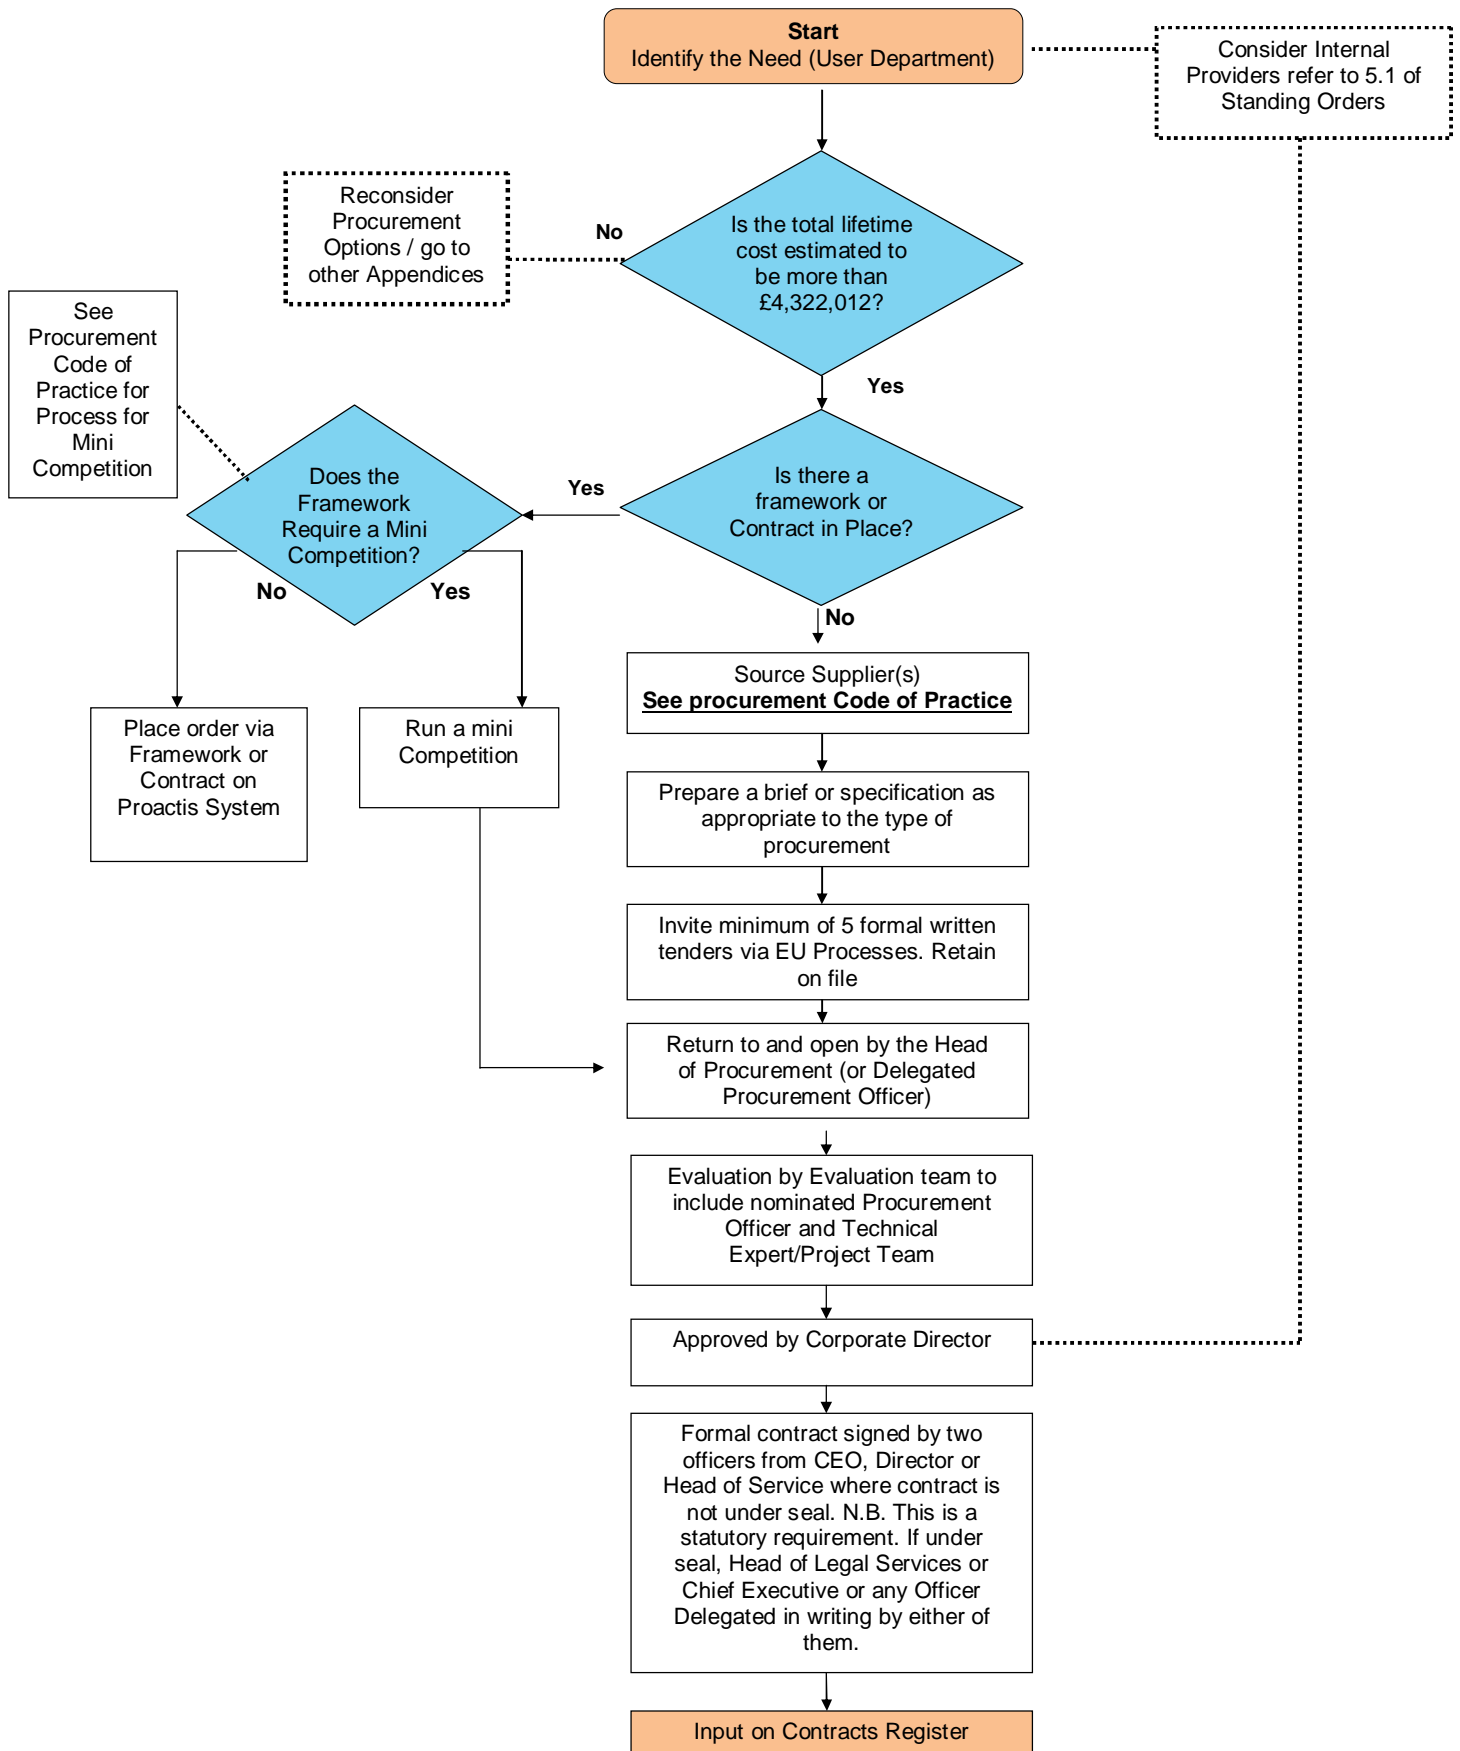 Start
Identify the Need (User Department)
Consider Internal
Providers refer to 5.1 of
Standing Orders
Reconsider
Procurement
Options / go to
other Appendices
No
Is the total lifetime
cost estimated to
be more than
£4,322,012?
Yes
See
Procurement
Code of
Practice for
Process for
Mini
Competition
Does the
Framework
Require a Mini
Competition?
Yes
Is there a
framework or
Contract in Place?
No
Yes
No
Source Supplier(s)
See procurement Code of Practice
Place order via
Framework or
Contract on
Proactis System
Run a mini
Competition
Prepare a brief or specification as
appropriate to the type of
procurement
Invite minimum of 5 formal written
tenders via EU Processes. Retain
on file
Return to and open by the Head
of Procurement (or Delegated
Procurement Officer)
Evaluation by Evaluation team to
include nominated Procurement
Officer and Technical
Expert/Project Team
Approved by Corporate Director
Formal contract signed by two
officers from CEO, Director or
Head of Service where contract is
not under seal. N.B. This is a
statutory requirement. If under
seal, Head of Legal Services or
Chief Executive or any Officer
Delegated in writing by either of
them.
Input on Contracts Register